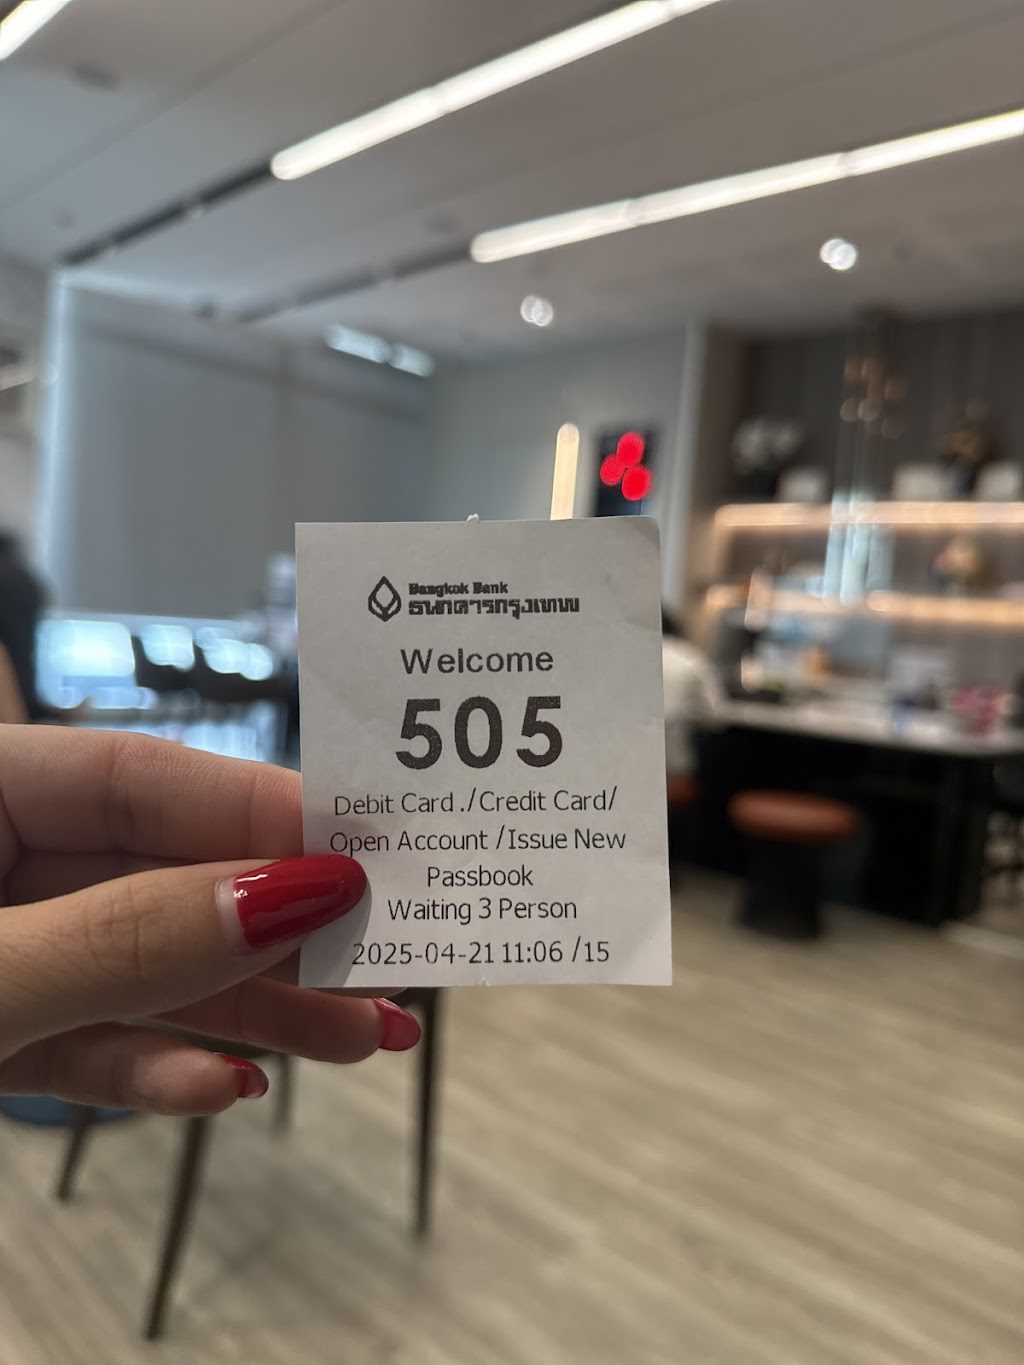 Bangkok Bank
ธนาคารกรุงเทพ
Welcome
505
Debit Card ./Credit Card/
Open Account /Issue New
Passbook
Waiting 3 Person
2025-04-21 11:06 /15